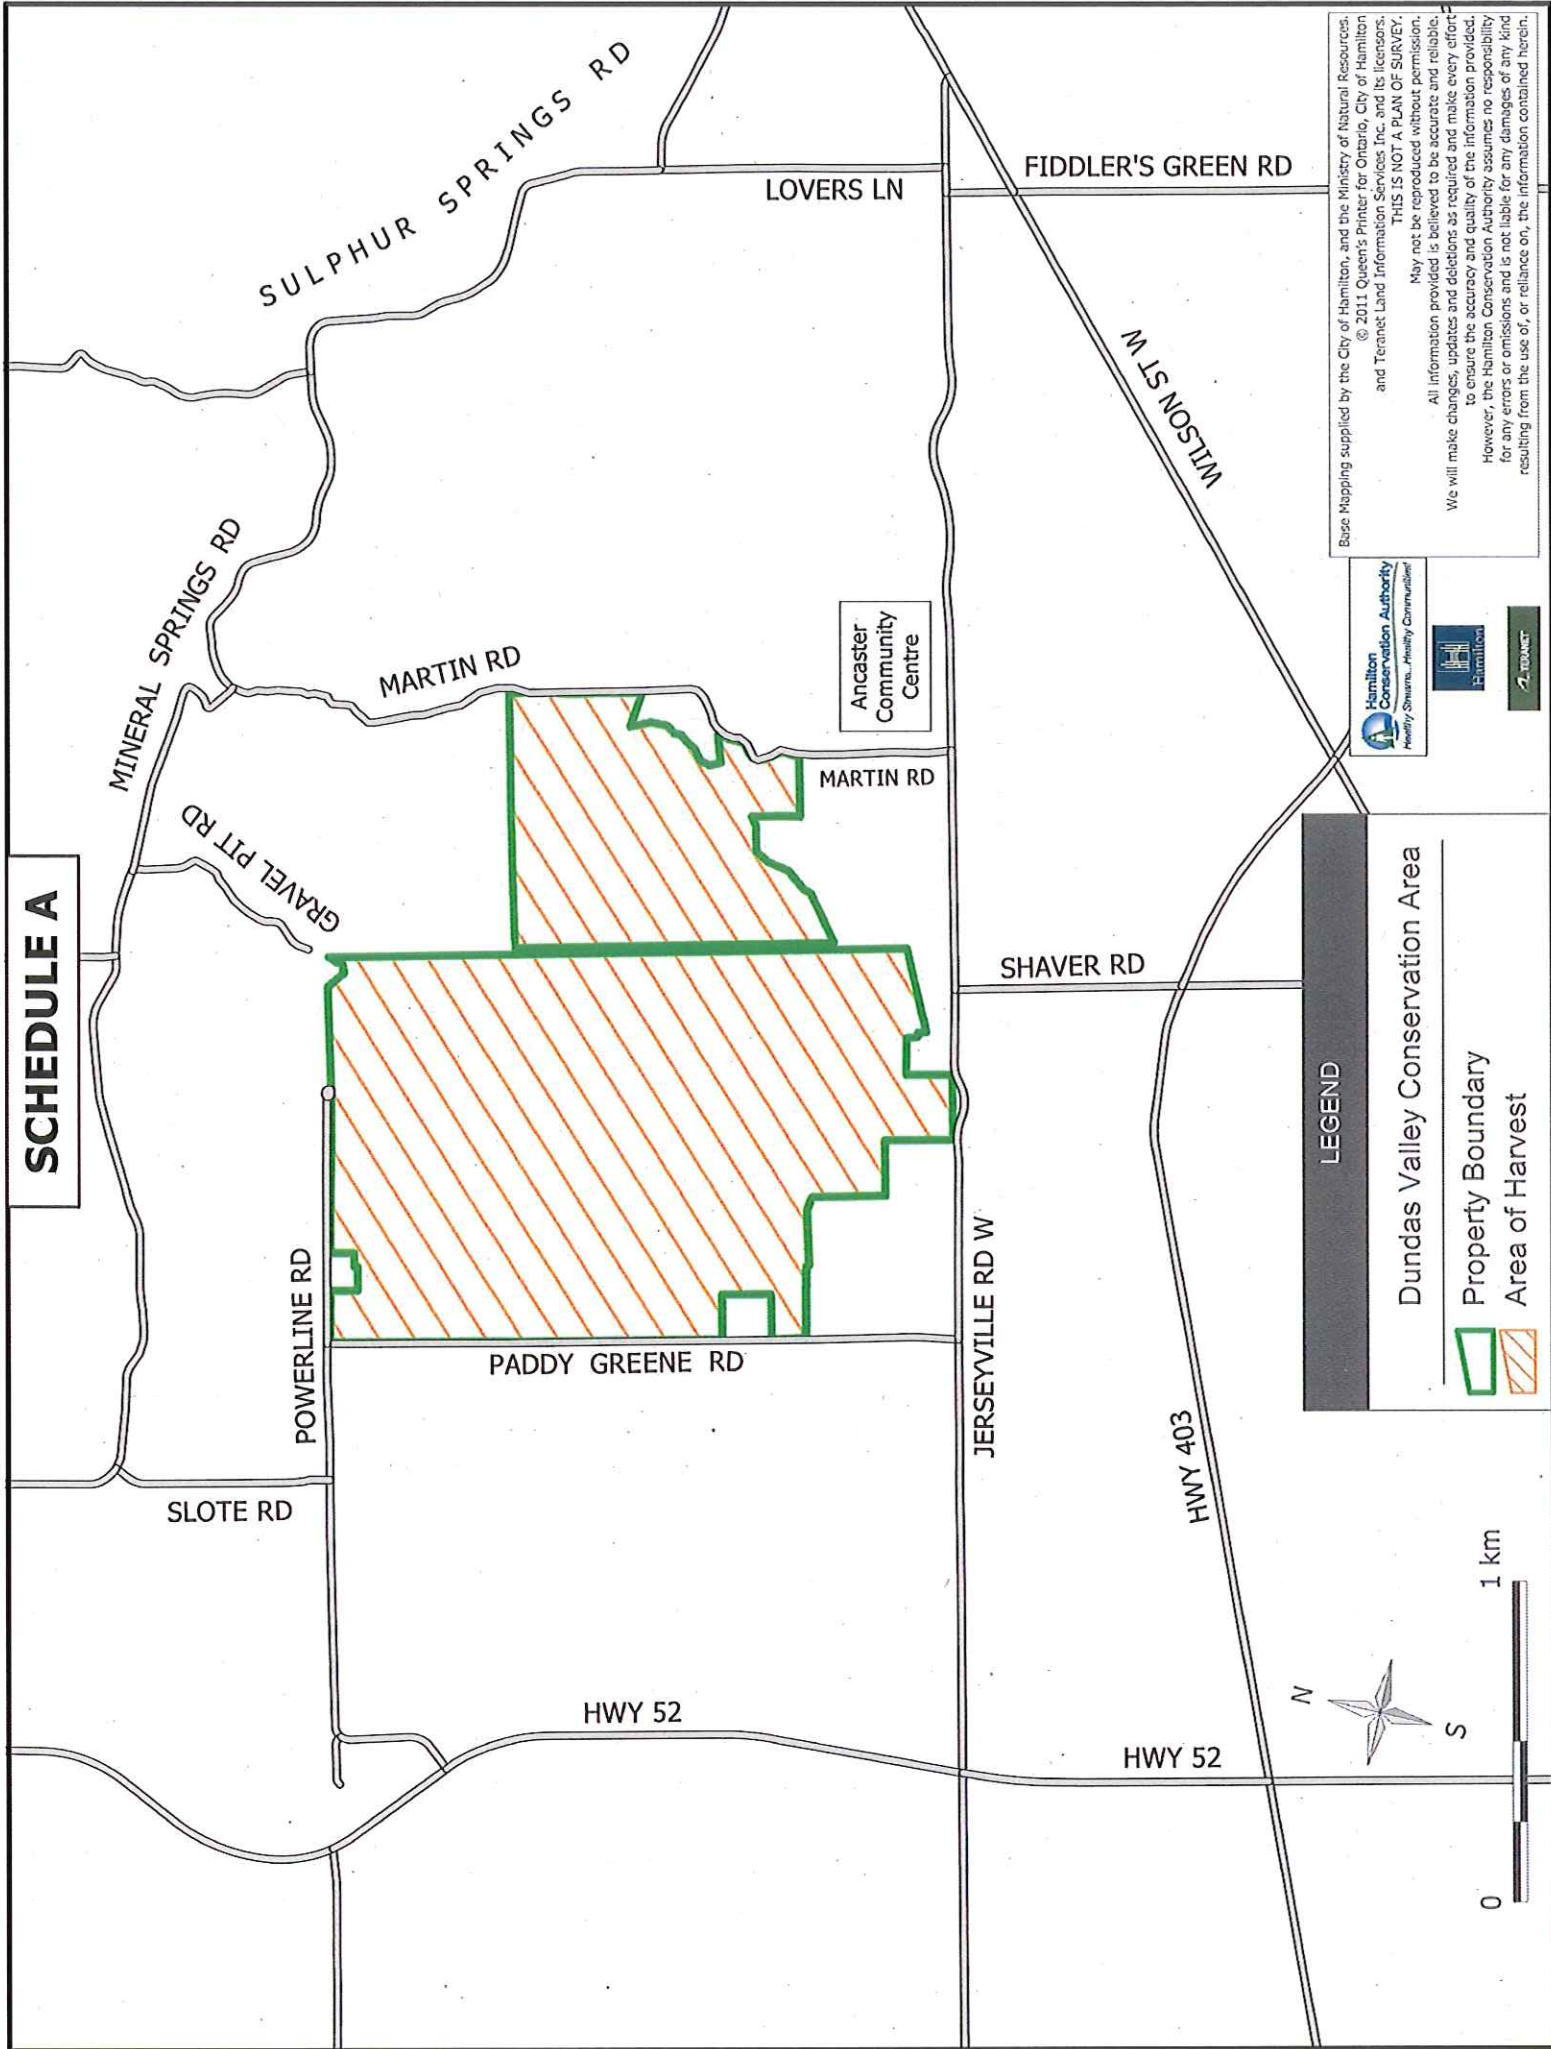 SCHEDULE A
SULPHUR SPRINGS RD
MINERAL SPRINGS RD
GRAVEL PIT RD
MARTIN RD
LOVERS LN
FIDDLER'S GREEN RD
POWERLINE RD
SLOTE RD
PADDY GREENE RD
MARTIN RD
Ancaster
Community
Centre
WILSON ST W
SHAVER RD
JERSEYVILLE RD W
HWY 52
HWY 52
HWY 403
N
S
0
1 km
LEGEND
Dundas Valley Conservation Area
Property Boundary
Area of Harvest
Hamilton
Conservation Authority
Healthy Streams...Healthy Communities!
Hamilton
TERANET
Base Mapping supplied by the City of Hamilton, and the Ministry of Natural Resources.
© 2011 Queen's Printer for Ontario, City of Hamilton
and Teranet Land Information Services Inc. and its licensors.
THIS IS NOT A PLAN OF SURVEY.
May not be reproduced without permission.
All information provided is believed to be accurate and reliable.
We will make changes, updates and deletions as required and make every effort
to ensure the accuracy and quality of the information provided.
However, the Hamilton Conservation Authority assumes no responsibility
for any errors or omissions and is not liable for any damages of any kind
resulting from the use of, or reliance on, the information contained herein.